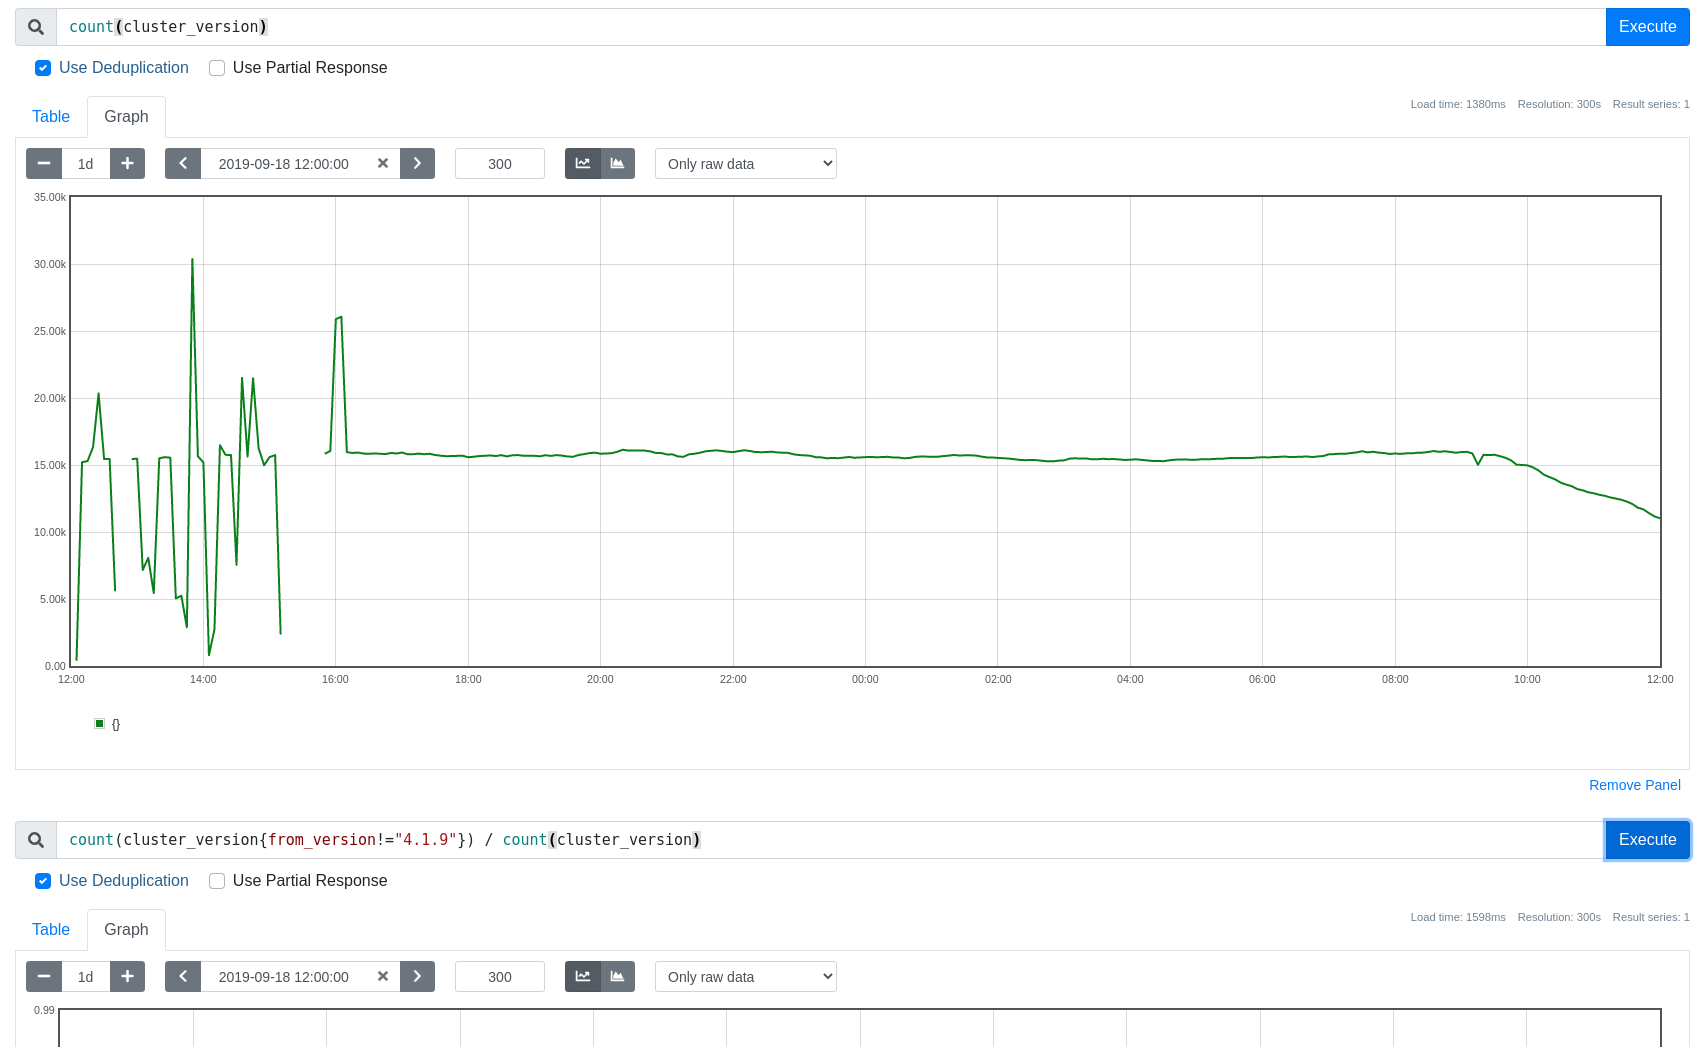 count(cluster_version)
Execute
Use Deduplication Use Partial Response
Table Graph
Load time: 1380ms Resolution: 300s Result series: 1
1d 2019-09-18 12:00:00 300 Only raw data
35.00k
30.00k
25.00k
20.00k
15.00k
10.00k
5.00k
0.00
12:00 14:00 16:00 18:00 20:00 22:00 00:00 02:00 04:00 06:00 08:00 10:00 12:00
{}
Remove Panel
count(cluster_version{from_version!="4.1.9"}) / count(cluster_version)
Execute
Use Deduplication Use Partial Response
Table Graph
Load time: 1598ms Resolution: 300s Result series: 1
1d 2019-09-18 12:00:00 300 Only raw data
0.99